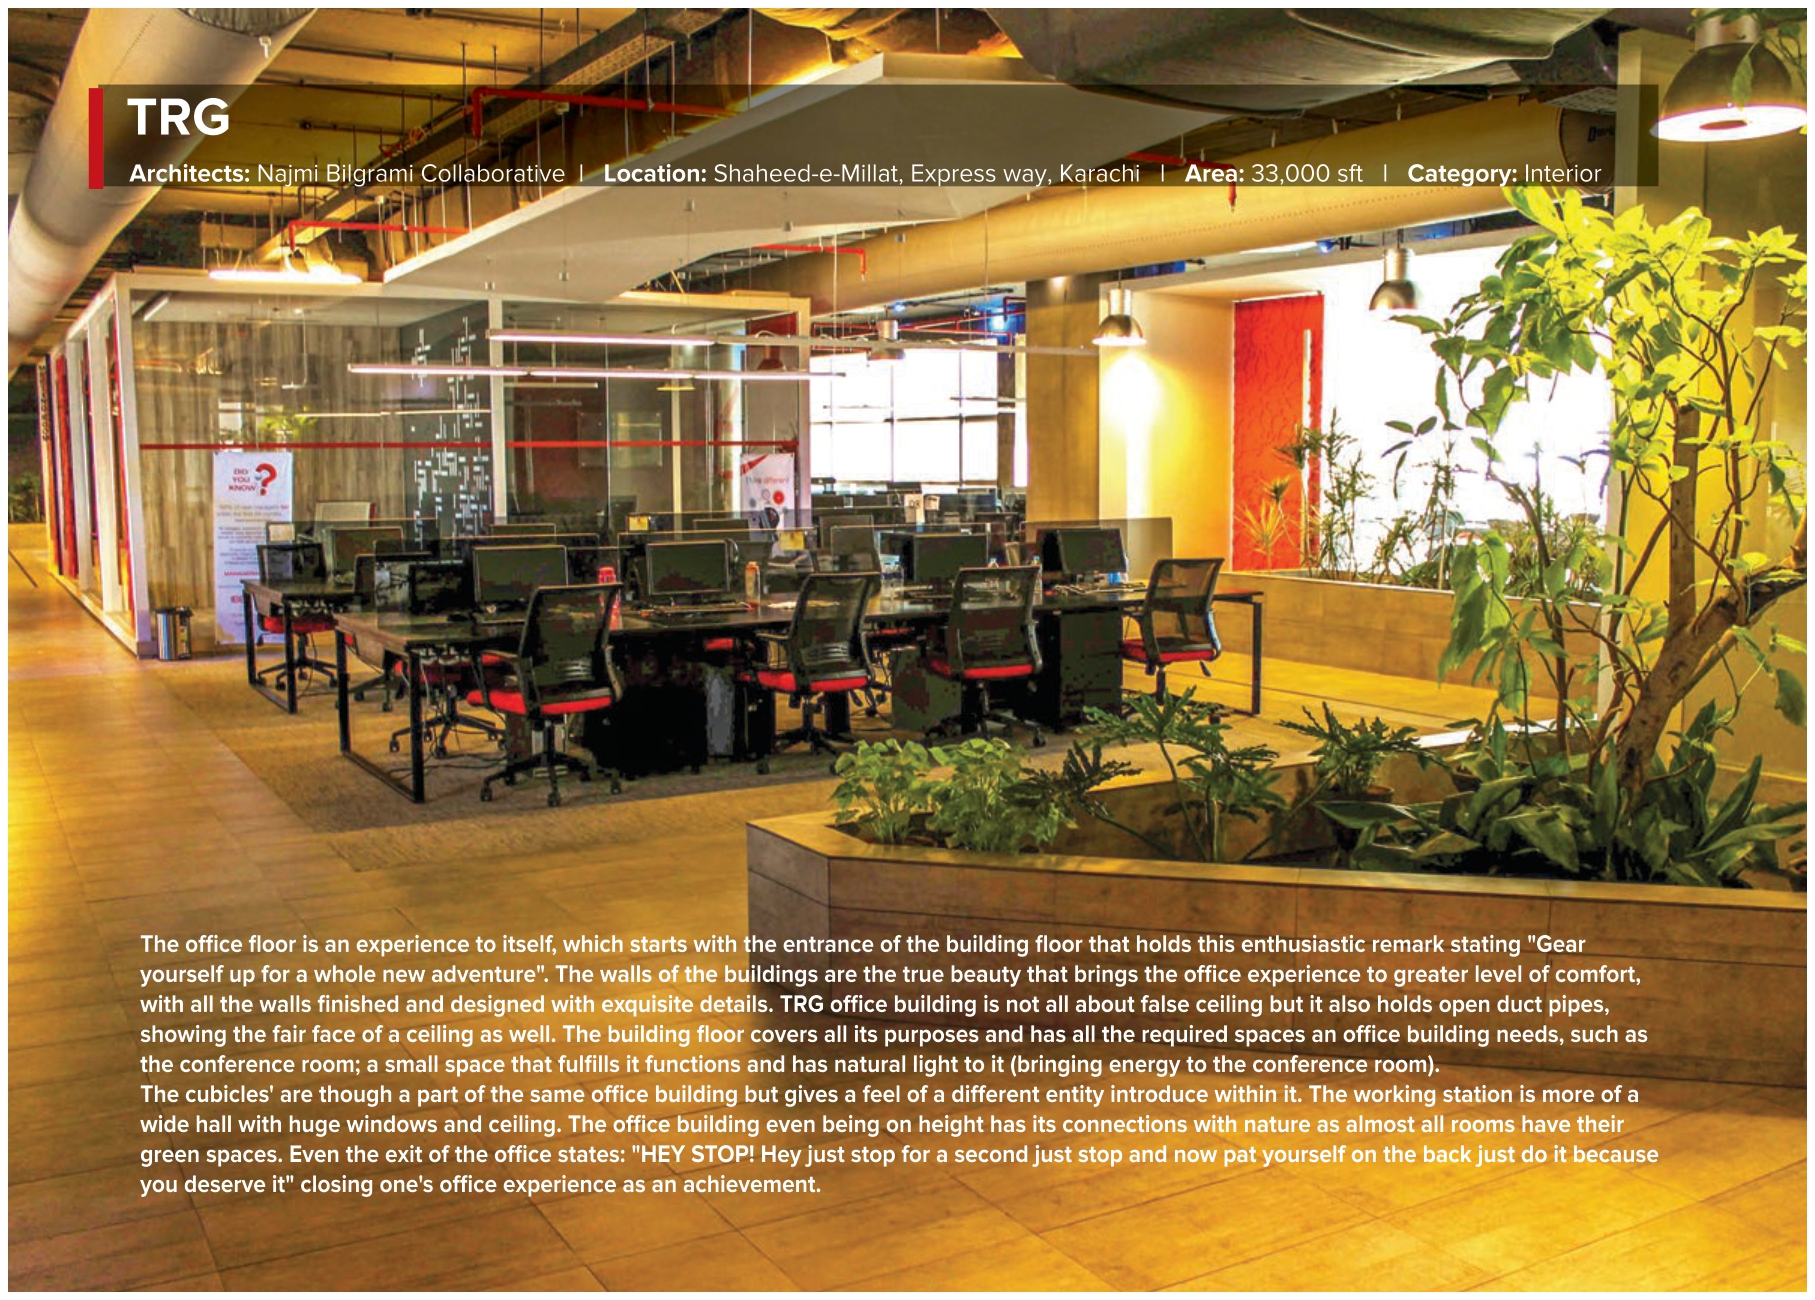 TRG
Architects: Najmi Bilgrami Collaborative | Location: Shaheed-e-Millat, Express way, Karachi | Area: 33,000 sft | Category: Interior
DID
YOU
KNOW ?
The office floor is an experience to itself, which starts with the entrance of the building floor that holds this enthusiastic remark stating "Gear
yourself up for a whole new adventure". The walls of the buildings are the true beauty that brings the office experience to greater level of comfort,
with all the walls finished and designed with exquisite details. TRG office building is not all about false ceiling but it also holds open duct pipes,
showing the fair face of a ceiling as well. The building floor covers all its purposes and has all the required spaces an office building needs, such as
the conference room; a small space that fulfills it functions and has natural light to it (bringing energy to the conference room).
The cubicles' are though a part of the same office building but gives a feel of a different entity introduce within it. The working station is more of a
wide hall with huge windows and ceiling. The office building even being on height has its connections with nature as almost all rooms have their
green spaces. Even the exit of the office states: "HEY STOP! Hey just stop for a second just stop and now pat yourself on the back just do it because
you deserve it" closing one's office experience as an achievement.